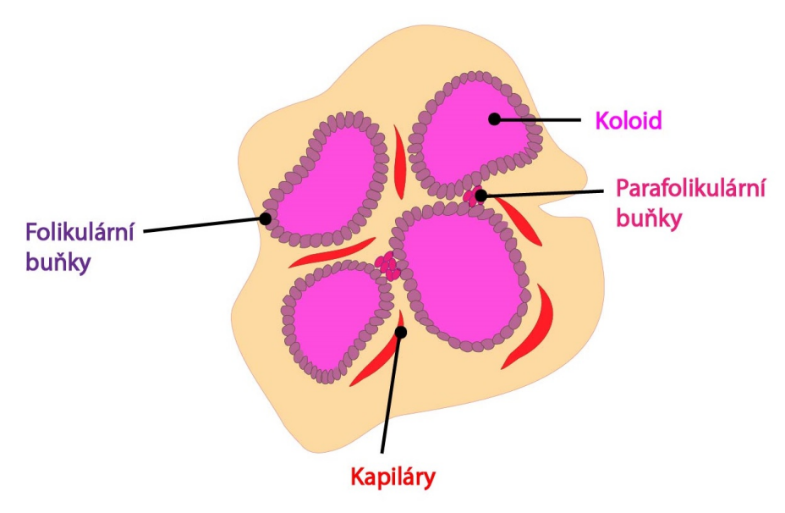 Koloid
Parafolikulární
buňky
Folikulární
buňky
Kapiláry